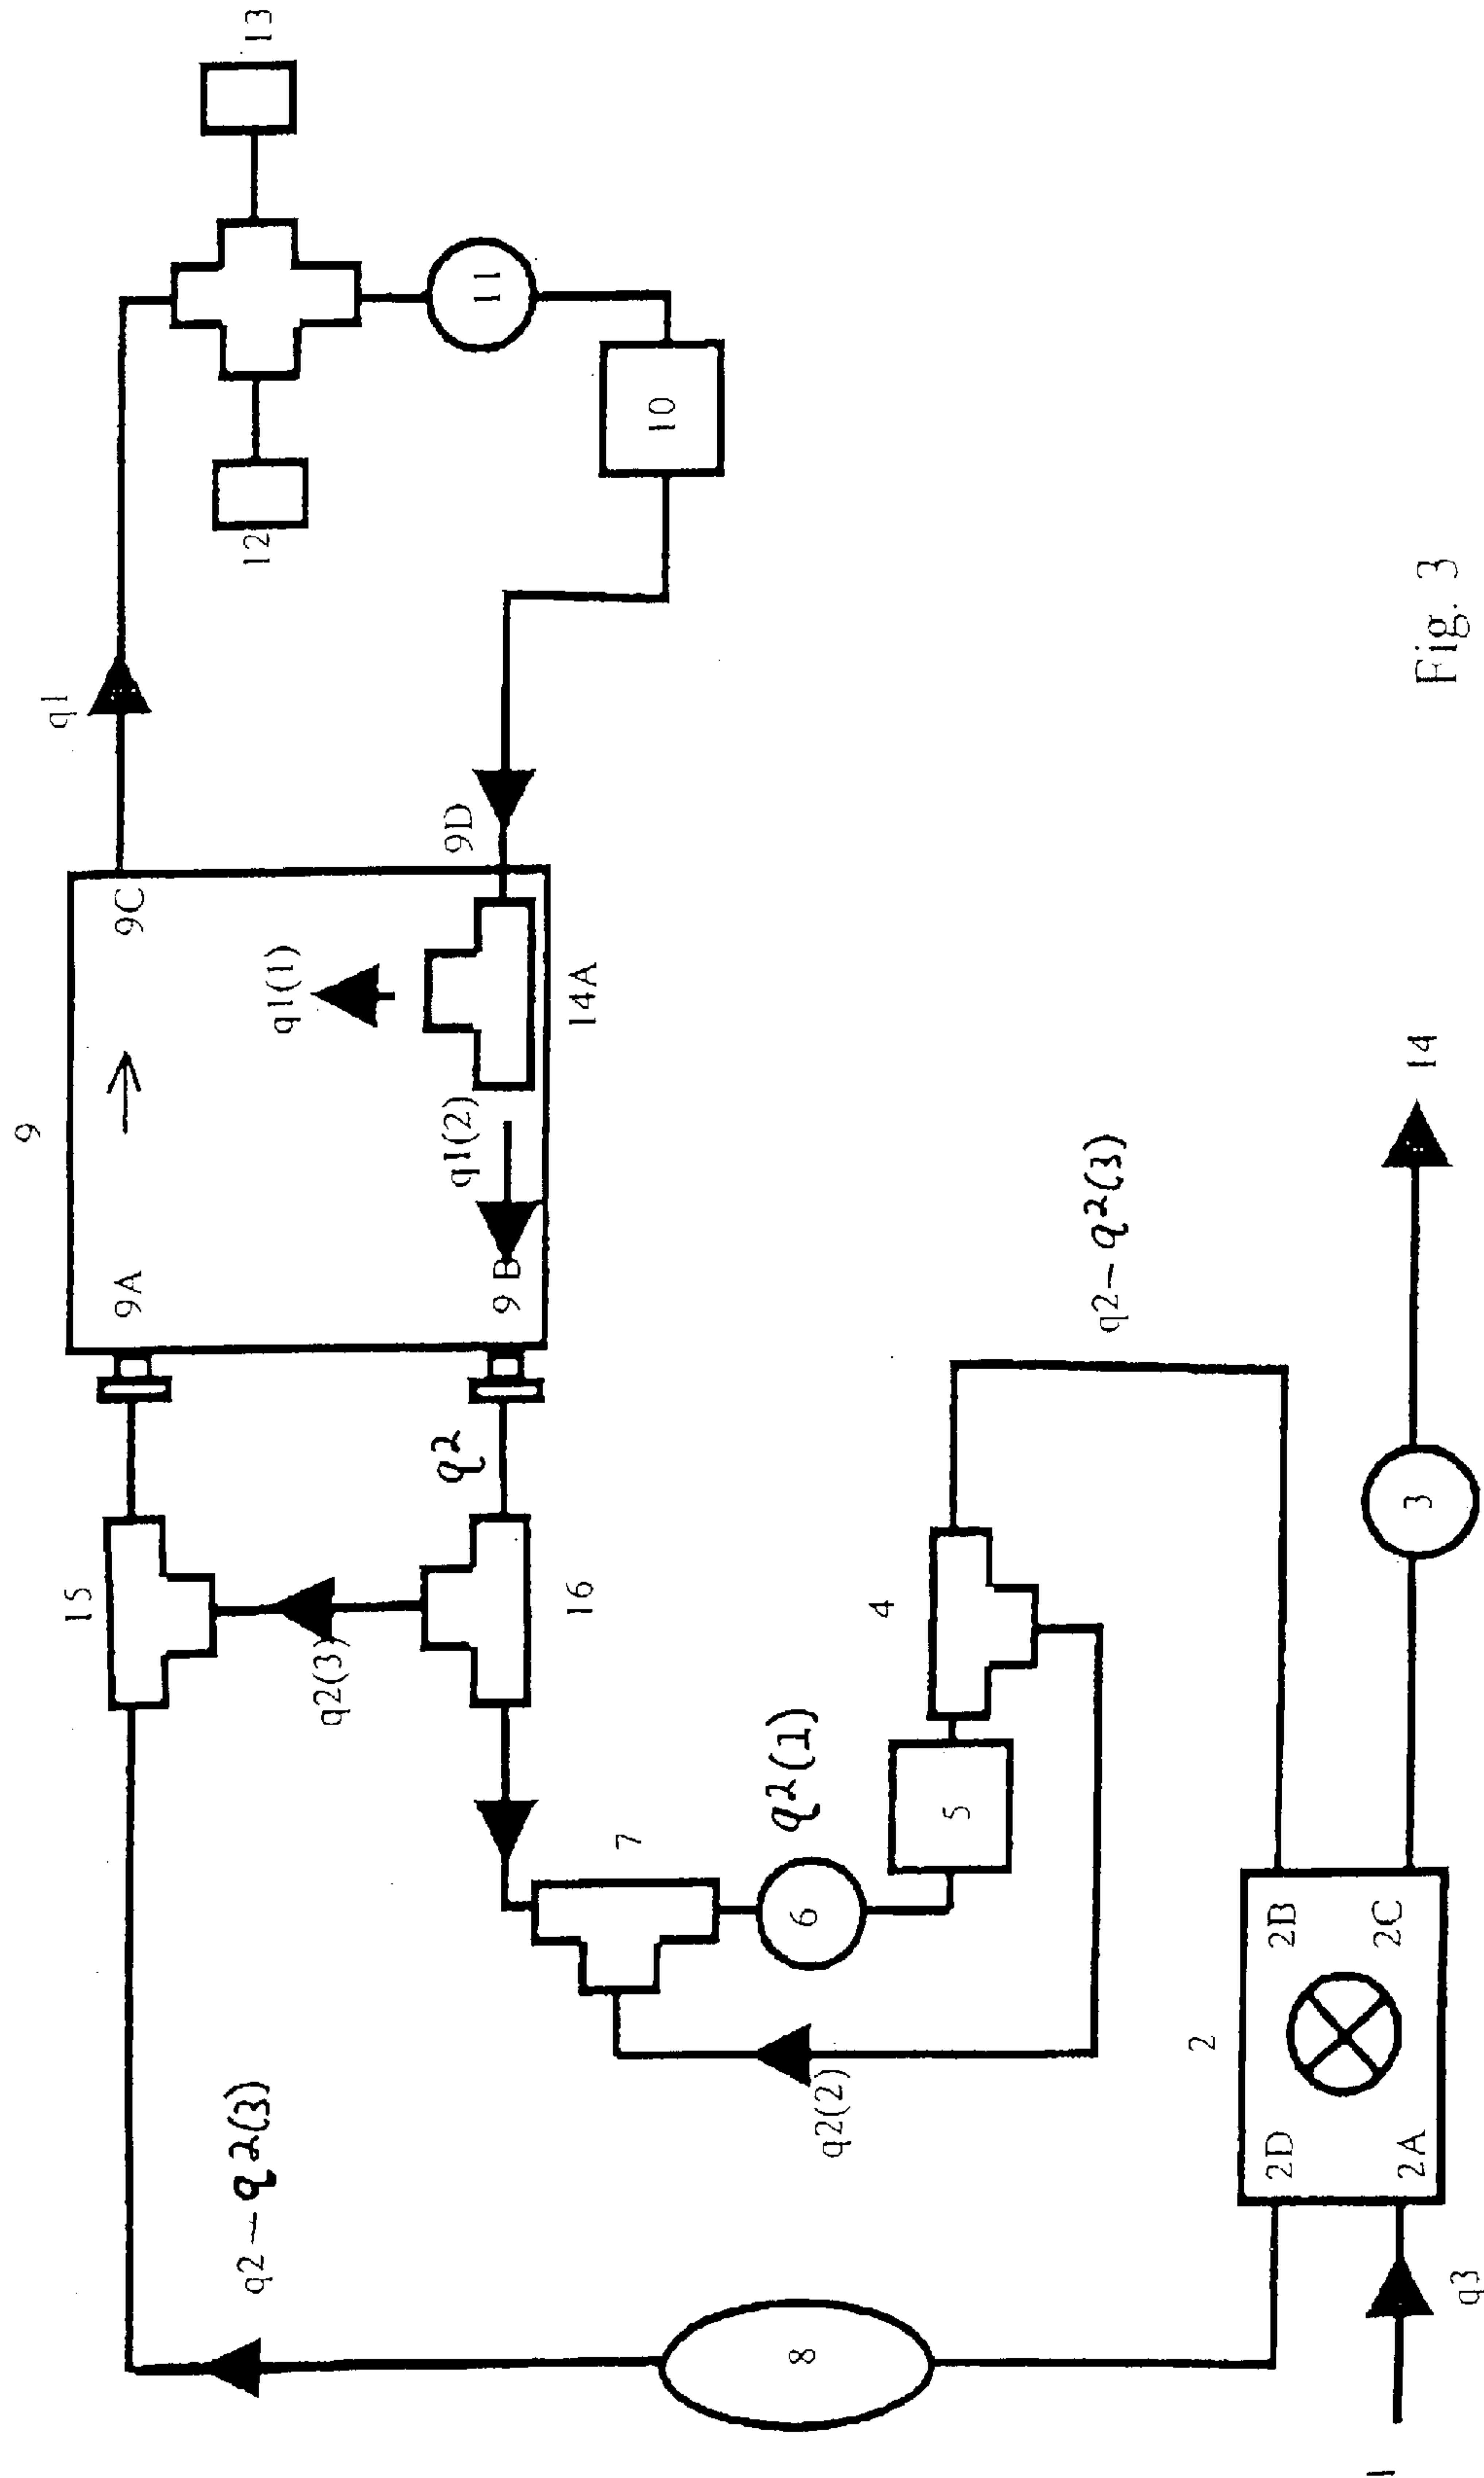 13
q1
12
11
10
9D
9C
q1(1)
14A
9
q1(2)
9A
9B
15
q2
q2(3)
16
7
q2(1)
6
5
4
q2-q2(3)
14
3
q2-q2(3)
q2(2)
8
2
2B
2C
2D
2A
q3
1
Fig. 3